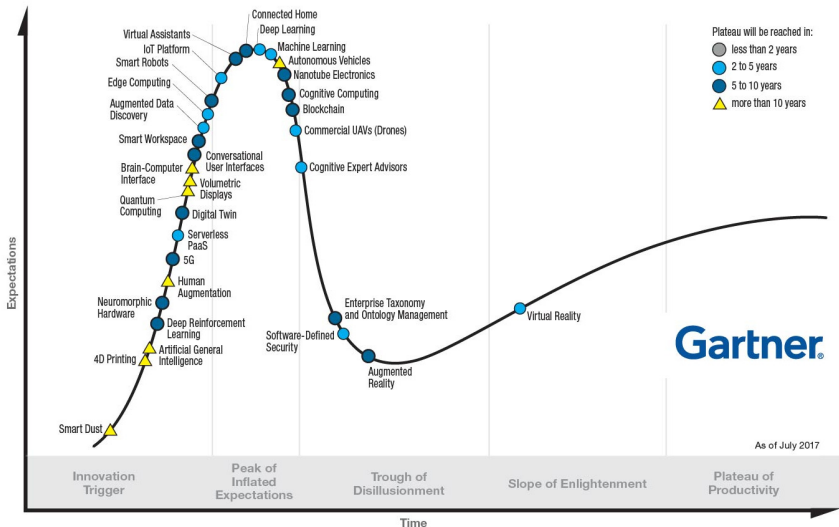 Connected Home
Deep Learning
Virtual Assistants
Machine Learning
IoT Platform
Autonomous Vehicles
Smart Robots
Nanotube Electronics
Edge Computing
Cognitive Computing
Augmented Data
Discovery
Blockchain
Smart Workspace
Commercial UAVs (Drones)
Conversational
User Interfaces
Brain-Computer
Interface
Cognitive Expert Advisors
Volumetric
Displays
Quantum
Computing
Digital Twin
Serverless
PaaS
5G
Human
Augmentation
Neuromorphic
Hardware
Deep Reinforcement
Learning
Artificial General
Intelligence
4D Printing
Smart Dust
Enterprise Taxonomy
and Ontology Management
Software-Defined
Security
Augmented
Reality
Virtual Reality
Plateau will be reached in:
less than 2 years
2 to 5 years
5 to 10 years
more than 10 years
Gartner®
As of July 2017
Expectations
Innovation
Trigger
Peak of
Inflated
Expectations
Trough of
Disillusionment
Slope of Enlightenment
Plateau of
Productivity
Time